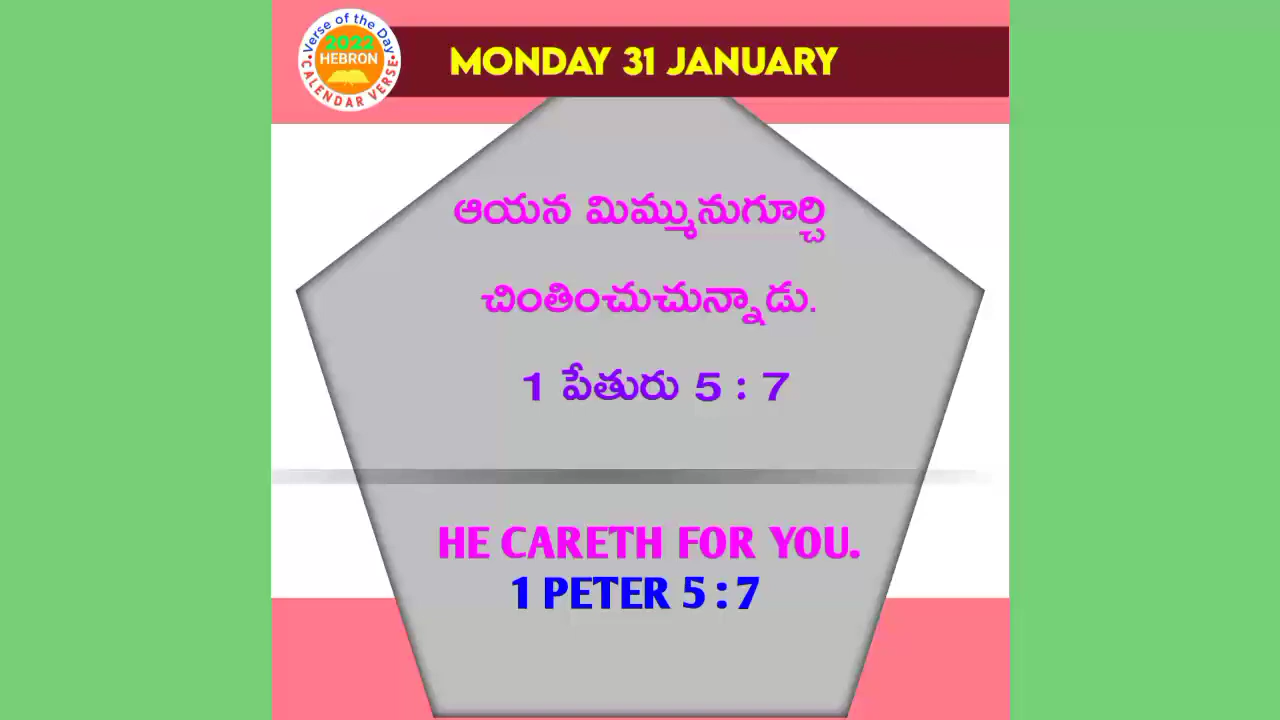 Verse of the Day
2022
HEBRON
CALENDAR VERSE
MONDAY 31 JANUARY
ఆయన మిమ్మునుగూర్చి
చింతించుచున్నాడు.
1 పేతురు 5 : 7
HE CARETH FOR YOU.
1 PETER 5 : 7